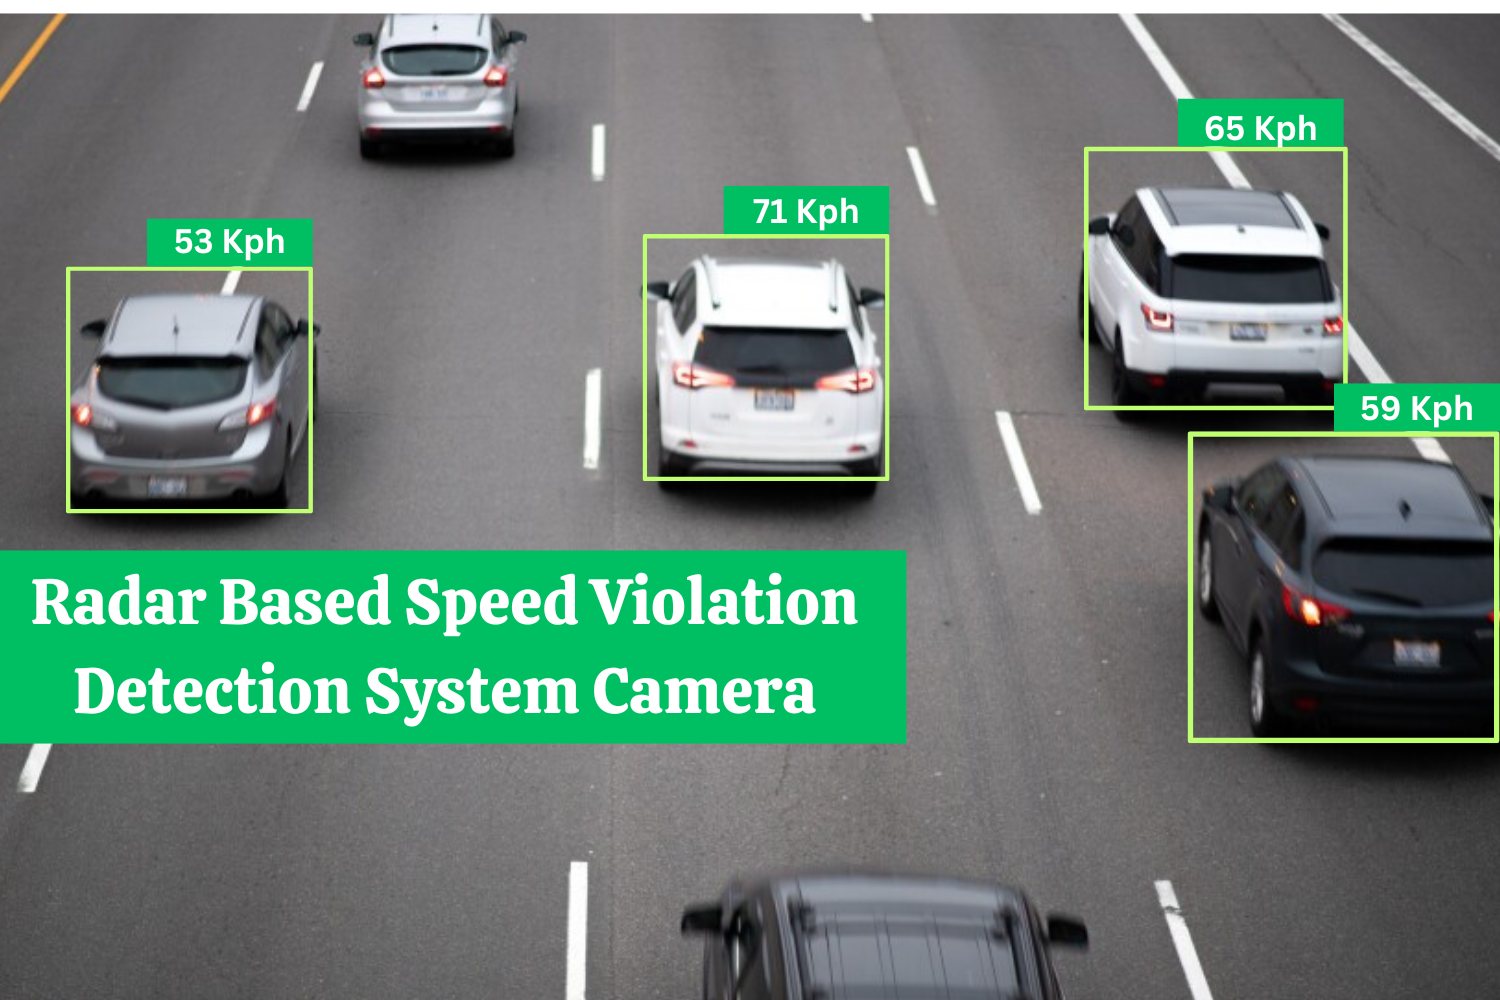 65 Kph
71 Kph
53 Kph
59 Kph
Radar Based Speed Violation
Detection System Camera